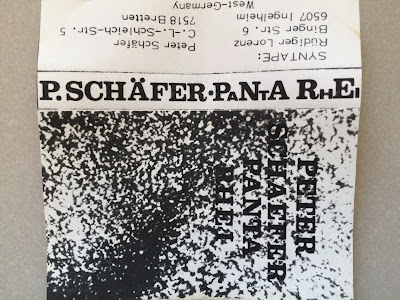 SYNTAPE:
Rüdiger Lorenz
Binger Str. 6
6507 Ingelheim
Peter Schäfer
C.-L.-Schleich-Str. 5
7518 Bretten
West-Germany
P. SCHÄFER·PANTA RHEI
PETER
SCHAEFER
PANTA
RHEI